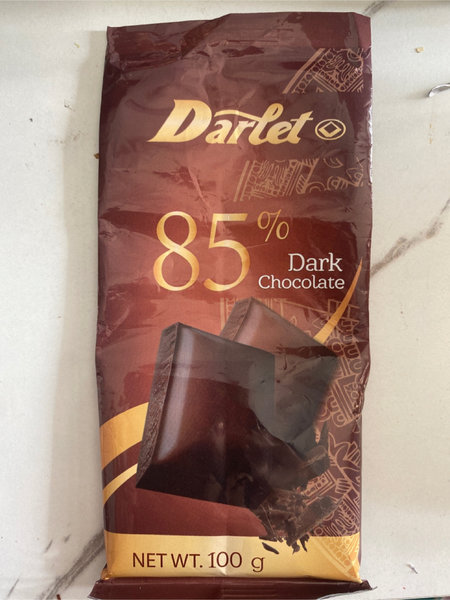 Darlet
85%
Dark
Chocolate
NET WT. 100 g